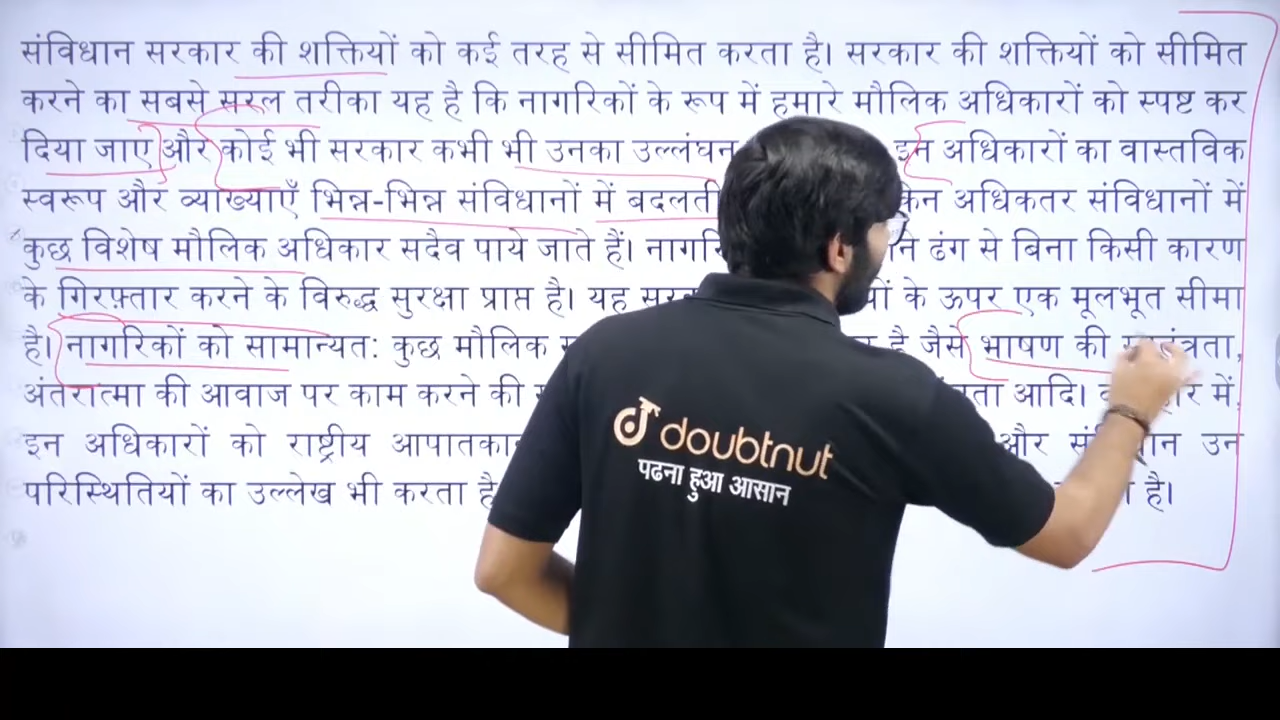 संविधान सरकार की शक्तियों को कई तरह से सीमित करता है। सरकार की शक्तियों को सीमित
करने का सबसे सरल तरीका यह है कि नागरिकों के रूप में हमारे मौलिक अधिकारों को स्पष्ट कर
दिया जाए और कोई भी सरकार कभी भी उनका उल्लंघन इन अधिकारों का वास्तविक
स्वरूप और व्याख्याएँ भिन्न-भिन्न संविधानों में बदलती अधिकतर संविधानों में
कुछ विशेष मौलिक अधिकार सदैव पाये जाते हैं। ढंग से बिना किसी कारण
के गिरफ़्तार करने के विरुद्ध सुरक्षा प्राप्त है। यह के ऊपर एक मूलभूत सीमा
है। नागरिकों को सामान्यत: कुछ मौलिक है जैसे भाषण की
अंतरात्मा की आवाज पर काम करने की आदि। में,
इन अधिकारों को राष्ट्रीय और उन
परिस्थितियों का उल्लेख भी करता है है।
doubtnut
पढना हुआ आसान